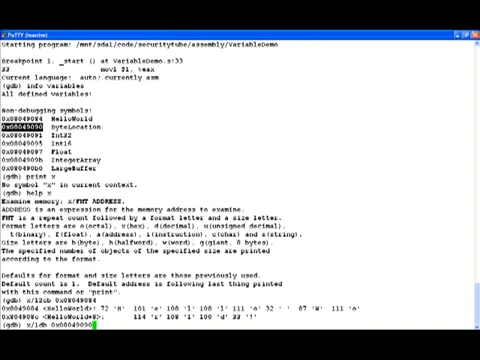 PuTTY (inactive)
Starting program: /mnt/sda1/code/securitytube/assembly/VariableDemo
Breakpoint 1, _start () at VariableDemo.s:33
33 movl $1, %eax
Current language: auto; currently asm
(gdb) info variables
All defined variables:
Non-debugging symbols:
0x08049084 HelloWorld
0x08049090 ByteLocation
0x08049091 Int32
0x08049095 Int16
0x08049097 Float
0x0804909b IntegerArray
0x080490b0 LargeBuffer
(gdb) print x
No symbol "x" in current context.
(gdb) help x
Examine memory: x/FMT ADDRESS.
ADDRESS is an expression for the memory address to examine.
FMT is a repeat count followed by a format letter and a size letter.
Format letters are o(octal), x(hex), d(decimal), u(unsigned decimal),
t(binary), f(float), a(address), i(instruction), c(char) and s(string).
Size letters are b(byte), h(halfword), w(word), g(giant, 8 bytes).
The specified number of objects of the specified size are printed
according to the format.
Defaults for format and size letters are those previously used.
Default count is 1. Default address is following last thing printed
with this command or "print".
(gdb) x/12cb 0x08049084
0x8049084 <HelloWorld>: 72 'H' 101 'e' 108 'l' 108 'l' 111 'o' 32 ' ' 87 'W' 111 'o'
0x804908c <HelloWorld+8>: 114 'r' 108 'l' 100 'd' 33 '!'
(gdb) x/1db 0x08049090